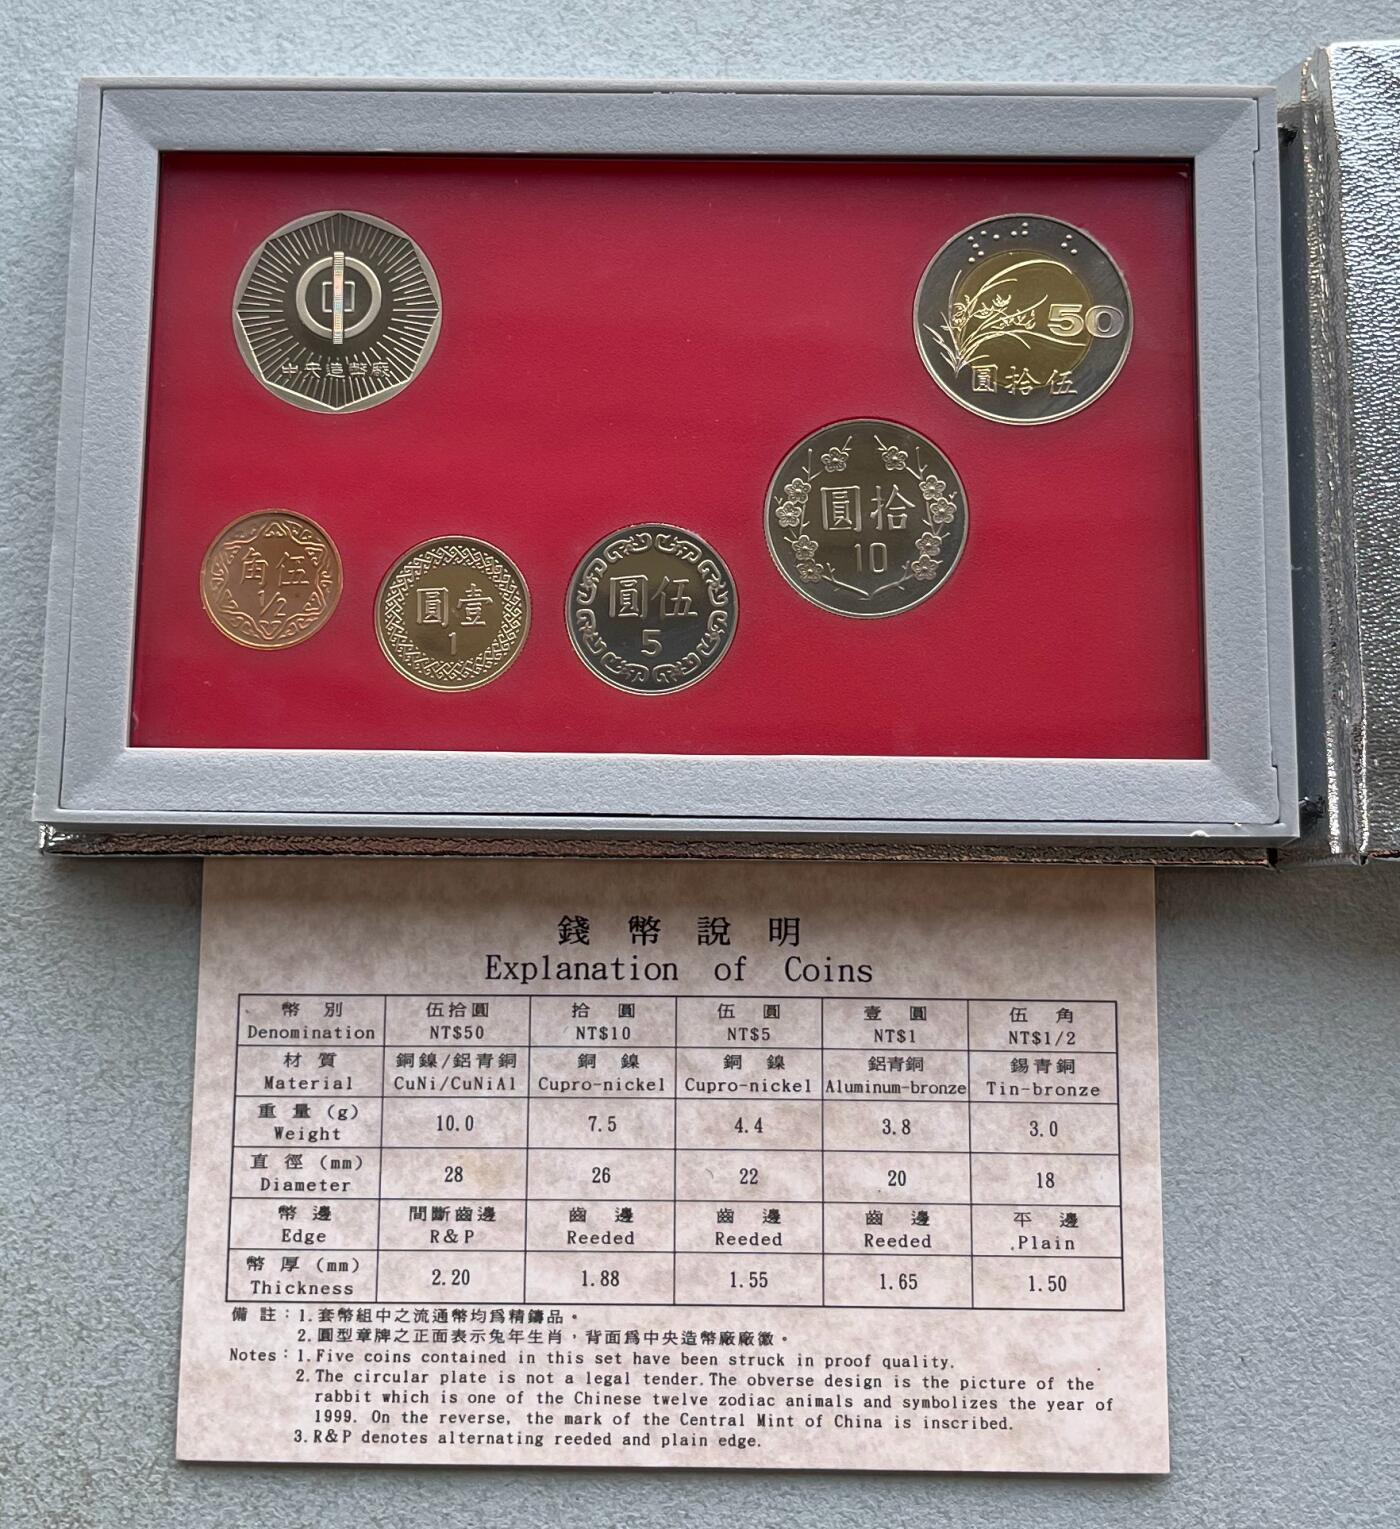 中央造幣廠
50
圓拾伍
圓拾
10
角伍
1/2
圓壹
1
圓伍
5
錢幣說明
Explanation of Coins
幣別 伍拾圓 拾圓 伍圓 壹圓 伍角
Denomination NT$50 NT$10 NT$5 NT$1 NT$1/2
材質 銅鎳/鋁青銅 銅鎳 銅鎳 鋁青銅 錫青銅
Material CuNi/CuNiAl Cupro-nickel Cupro-nickel Aluminum-bronze Tin-bronze
重量(g)
Weight 10.0 7.5 4.4 3.8 3.0
直徑(mm)
Diameter 28 26 22 20 18
幣邊 間斷齒邊 齒邊 齒邊 齒邊 平邊
Edge R&P Reeded Reeded Reeded Plain
幣厚(mm)
Thickness 2.20 1.88 1.55 1.65 1.50
備註:1.套幣組中之流通幣均爲精鑄品。
2.圓型章牌之正面表示兔年生肖,背面爲中央造幣廠廠徽。
Notes:1.Five coins contained in this set have been struck in proof quality.
2.The circular plate is not a legal tender.The obverse design is the picture of the
rabbit which is one of the Chinese twelve zodiac animals and symbolizes the year of
1999. On the reverse, the mark of the Central Mint of China is inscribed.
3.R&P denotes alternating reeded and plain edge.